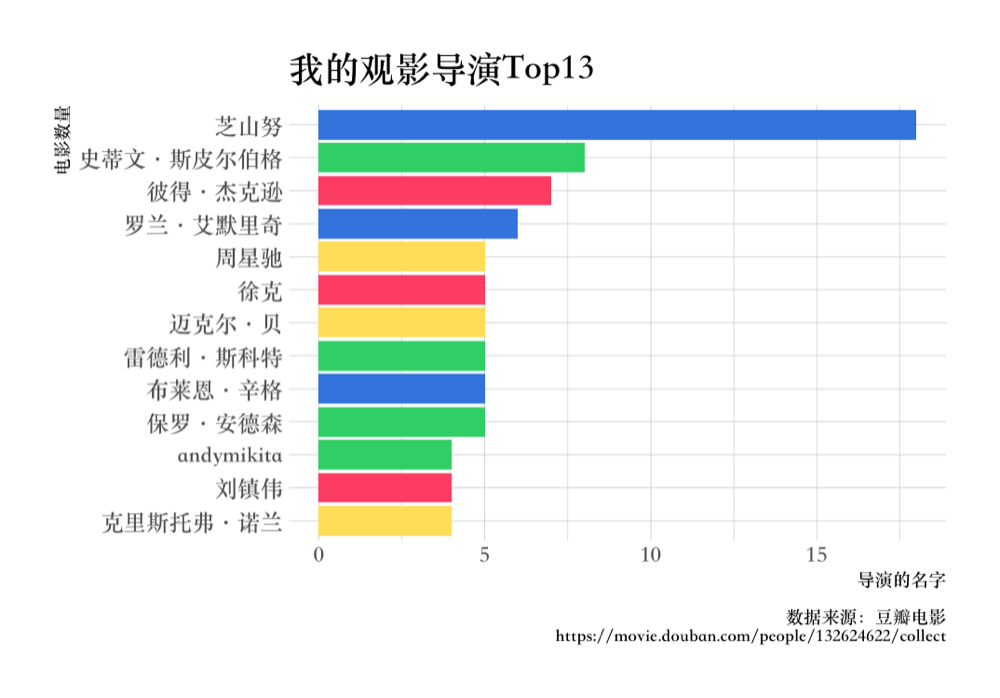 我的观影导演Top13
电影数量
芝山努
史蒂文·斯皮尔伯格
彼得·杰克逊
罗兰·艾默里奇
周星驰
徐克
迈克尔·贝
雷德利·斯科特
布莱恩·辛格
保罗·安德森
andymikita
刘镇伟
克里斯托弗·诺兰
0 5 10 15
导演的名字
数据来源：豆瓣电影
https://movie.douban.com/people/132624622/collect